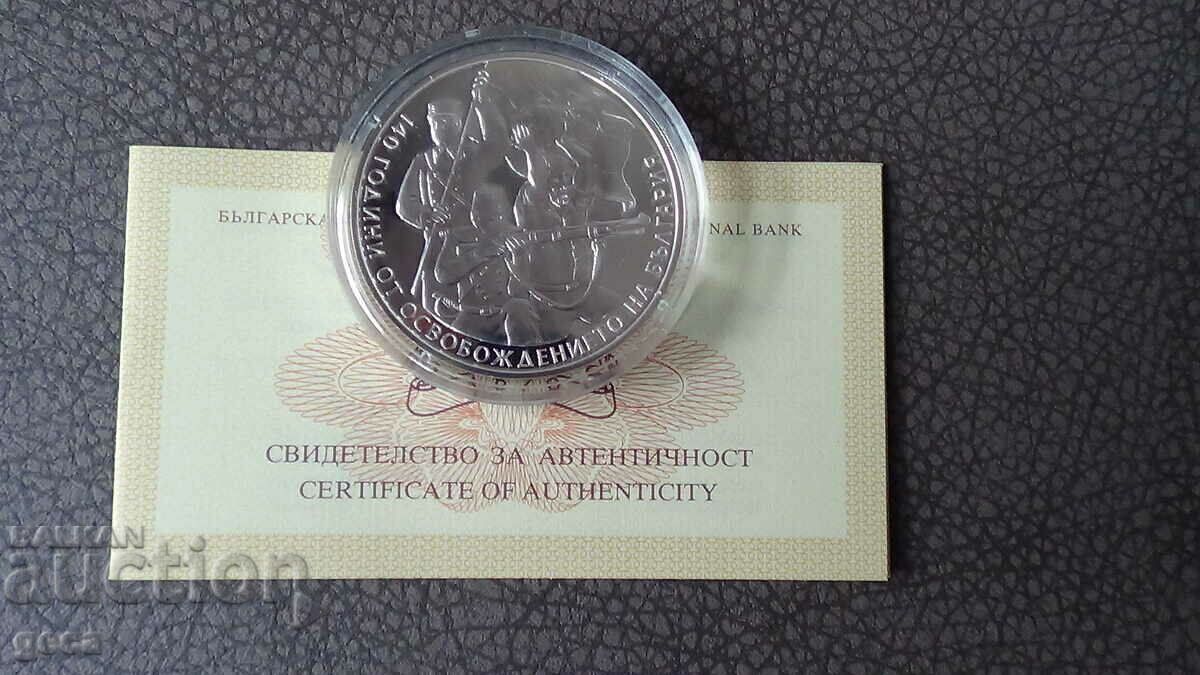 140 ГОДИНИ ОТ ОСВОБОЖДЕНИЕТО НА БЪЛГАРИЯ
БЪЛГАРСКА
NAL BANK
СВИДЕТЕЛСТВО ЗА АВТЕНТИЧНОСТ
CERTIFICATE OF AUTHENTICITY
BALKAN
auction
geca